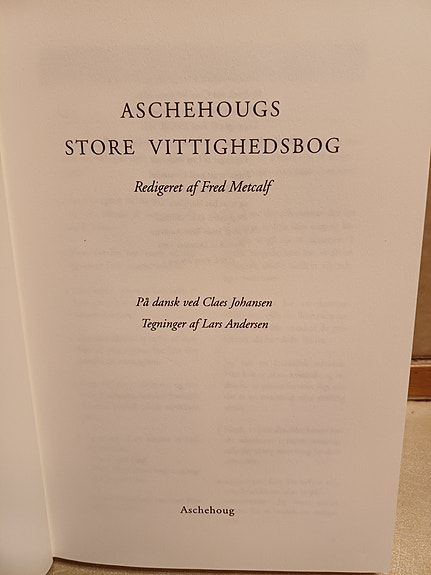 ASCHEHOUGS
STORE VITTIGHEDSBOG
Redigeret af Fred Metcalf
På dansk ved Claes Johansen
Tegninger af Lars Andersen
Aschehoug